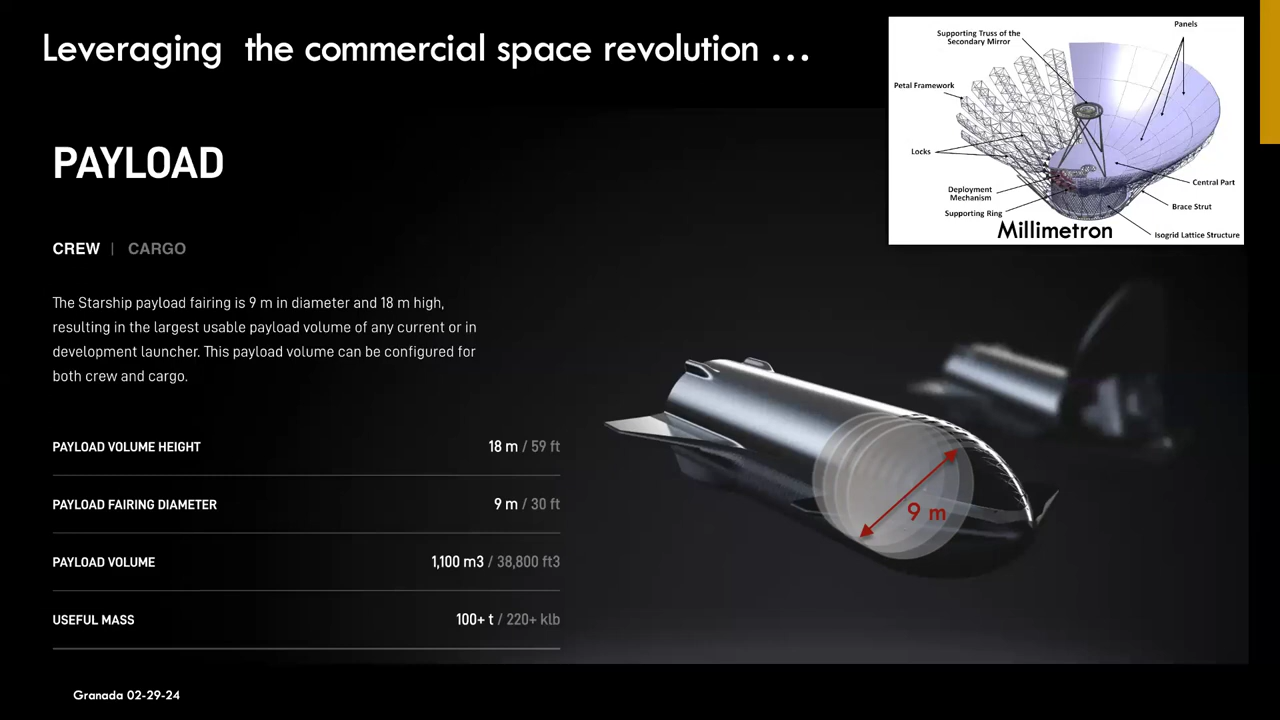 Leveraging  the commercial space revolution …
PAYLOAD
CREW | CARGO
The Starship payload fairing is 9 m in diameter and 18 m high,
resulting in the largest usable payload volume of any current or in
development launcher. This payload volume can be configured for
both crew and cargo.
PAYLOAD VOLUME HEIGHT 18 m / 59 ft
PAYLOAD FAIRING DIAMETER 9 m / 30 ft
PAYLOAD VOLUME 1,100 m3 / 38,800 ft3
USEFUL MASS 100+ t / 220+ klb
Panels
Supporting Truss of the
Secondary Mirror
Petal Framework
Locks
Deployment
Mechanism
Supporting Ring
Central Part
Brace Strut
Isogrid Lattice Structure
Millimetron
9 m
Granada 02-29-24